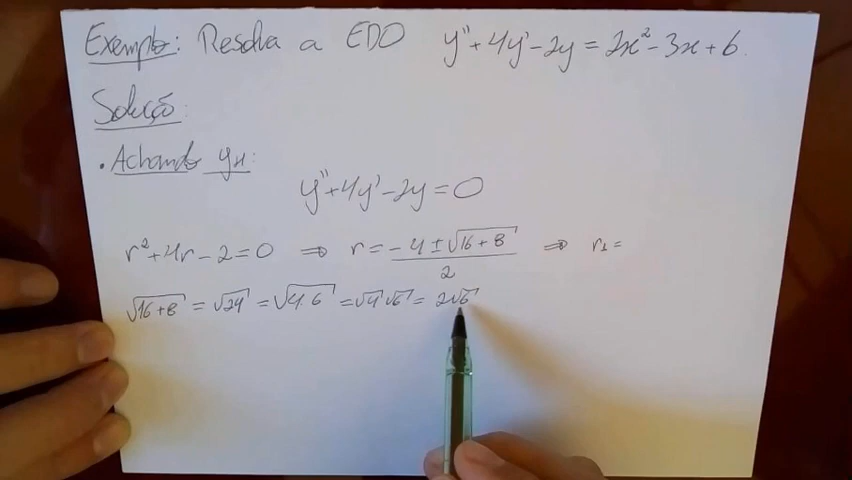 Exemplo: Resolva a EDO y'' + 4y' - 2y = 2x² - 3x + 6.
Solução:
• Achando yH:
y'' + 4y' - 2y = 0
r² + 4r - 2 = 0 ⇒ r = (-4 ± √(16 + 8))/2 ⇒ r₁ =
√(16 + 8) = √24 = √(4.6) = √4 √6 = 2√6